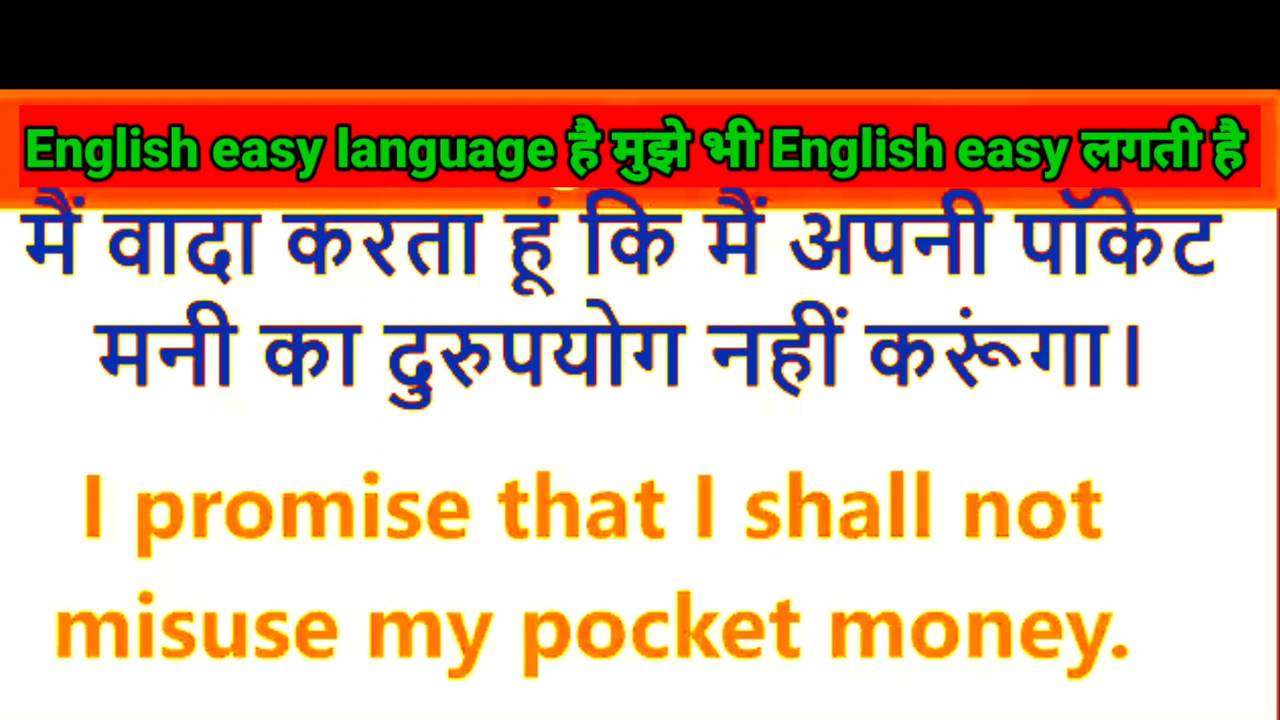 English easy language है मुझे भी English easy लगती है
मैं वादा करता हूं कि मैं अपनी पॉकेट
मनी का दुरुपयोग नहीं करूंगा।
I promise that I shall not
misuse my pocket money.